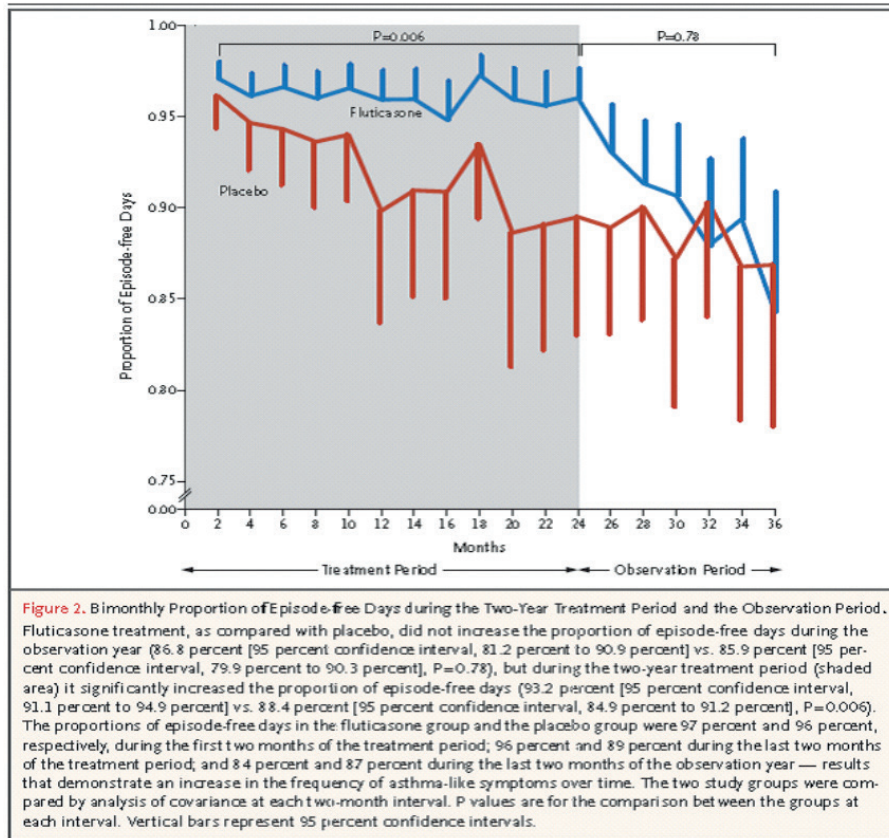 1.00
P=0.006
P=0.78
0.95
Fluticasone
Placebo
0.90
Proportion of Episode-free Days
0.85
0.80
0.75
0.00
0 2 4 6 8 10 12 14 16 18 20 22 24 26 28 30 32 34 36
Months
Treatment Period
Observation Period
Figure 2. Bimonthly Proportion of Episode-free Days during the Two-Year Treatment Period and the Observation Period.
Fluticasone treatment, as compared with placebo, did not increase the proportion of episode-free days during the
observation year (86.8 percent [95 percent confidence interval, 81.2 percent to 90.9 percent] vs. 85.9 percent [95 per-
cent confidence interval, 79.9 percent to 90.3 percent], P=0.78), but during the two-year treatment period (shaded
area) it significantly increased the proportion of episode-free days (93.2 percent [95 percent confidence interval,
91.1 percent to 94.9 percent] vs. 88.4 percent [95 percent confidence interval, 84.9 percent to 91.2 percent], P=0.006).
The proportions of episode-free days in the fluticasone group and the placebo group were 97 percent and 96 percent,
respectively, during the first two months of the treatment period; 96 percent and 89 percent during the last two months
of the treatment period; and 84 percent and 87 percent during the last two months of the observation year — results
that demonstrate an increase in the frequency of asthma-like symptoms over time. The two study groups were com-
pared by analysis of covariance at each two-month interval. P values are for the comparison between the groups at
each interval. Vertical bars represent 95 percent confidence intervals.